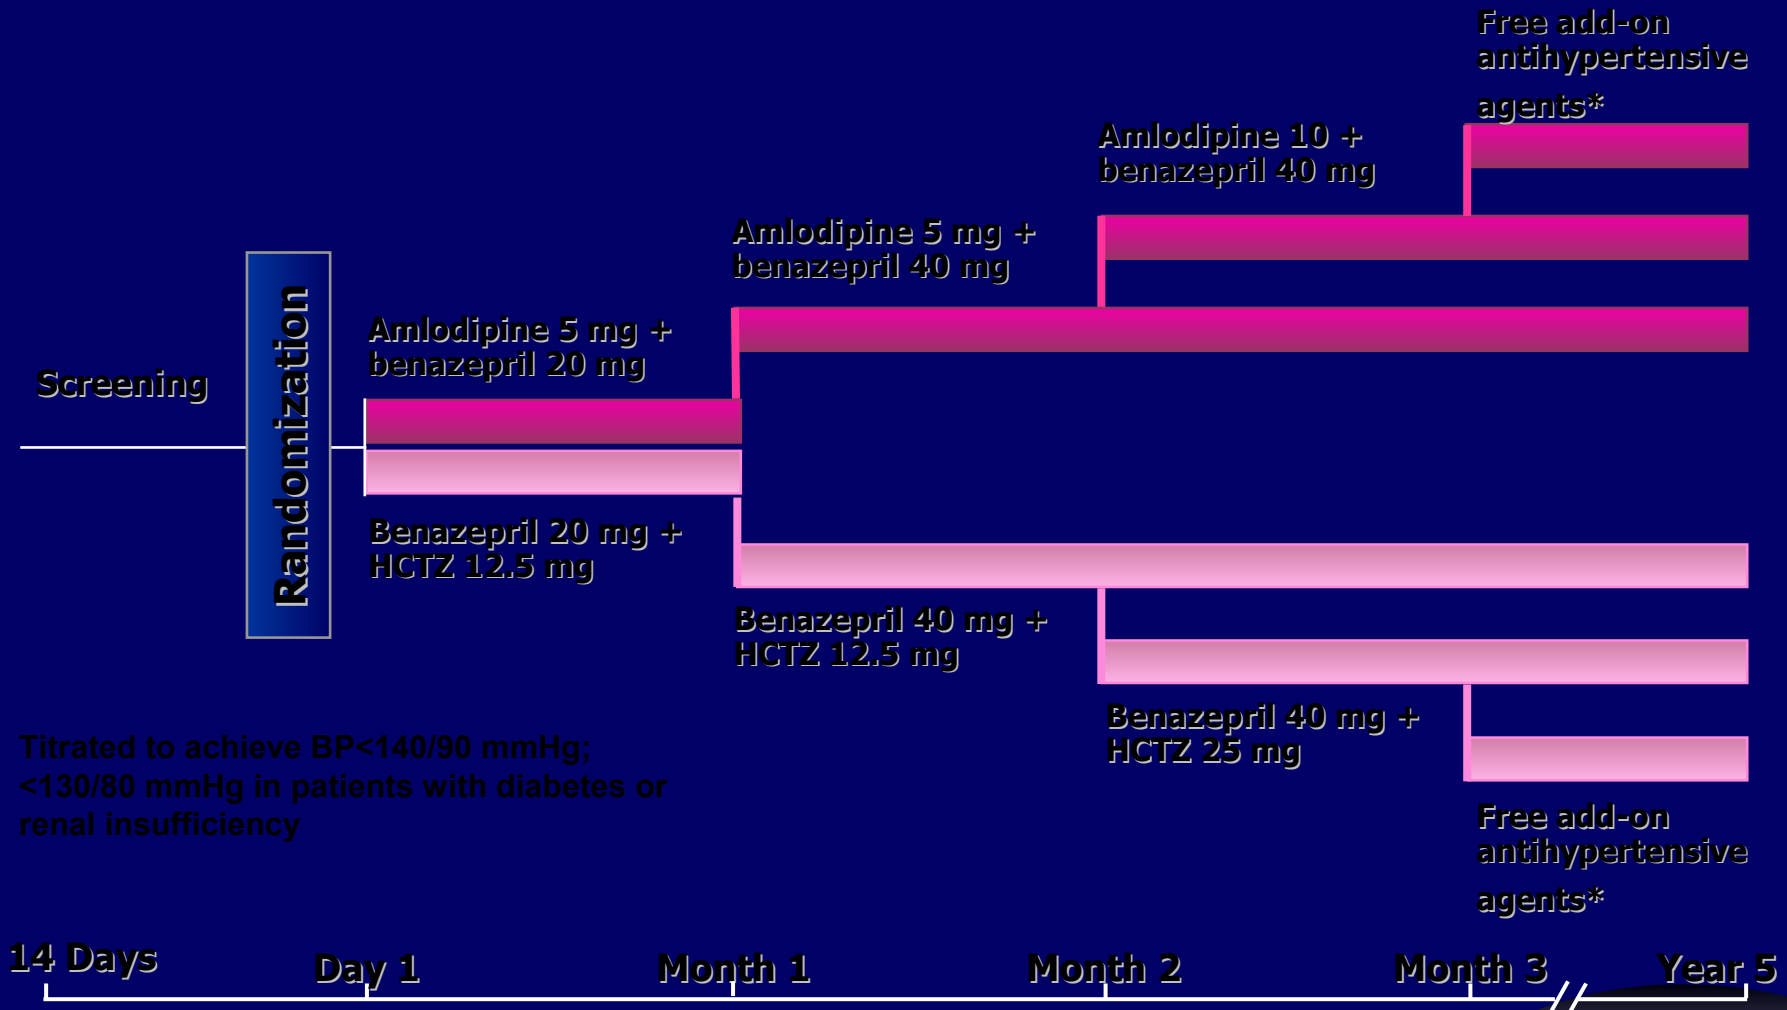 Free add-on
antihypertensive
agents*
Amlodipine 10 +
benazepril 40 mg
Amlodipine 5 mg +
benazepril 40 mg
Amlodipine 5 mg +
benazepril 20 mg
Screening
Randomization
Benazepril 20 mg +
HCTZ 12.5 mg
Benazepril 40 mg +
HCTZ 12.5 mg
Benazepril 40 mg +
HCTZ 25 mg
Titrated to achieve BP<140/90 mmHg;
<130/80 mmHg in patients with diabetes or
renal insufficiency
Free add-on
antihypertensive
agents*
14 Days
Day 1
Month 1
Month 2
Month 3
Year 5